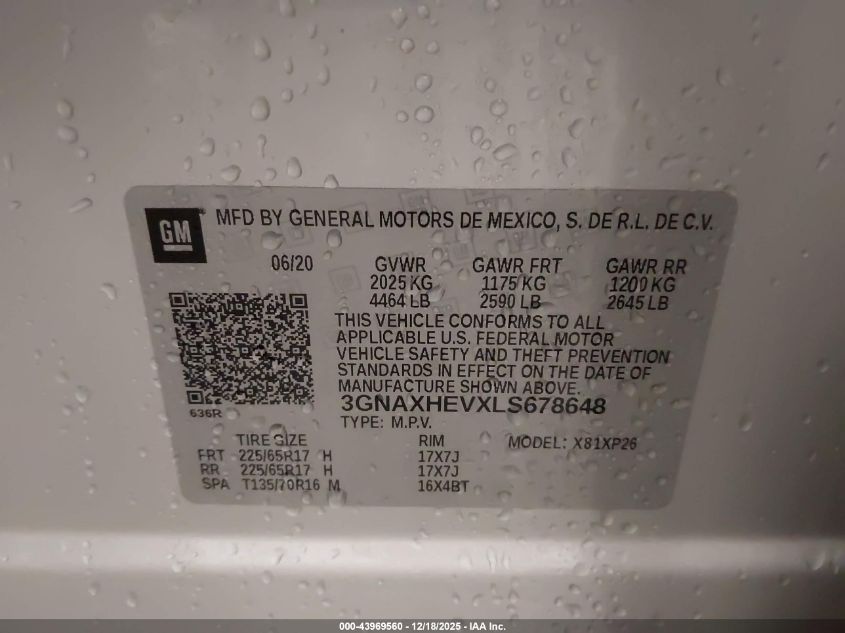 GM
MFD BY GENERAL MOTORS DE MEXICO, S. DE R.L. DE C.V.
06/20 GVWR GAWR FRT GAWR RR
2025 KG 1175 KG 1200 KG
4464 LB 2590 LB 2645 LB
THIS VEHICLE CONFORMS TO ALL
APPLICABLE U.S. FEDERAL MOTOR
VEHICLE SAFETY AND THEFT PREVENTION
STANDARDS IN EFFECT ON THE DATE OF
MANUFACTURE SHOWN ABOVE.
636R
3GNAXHEVXLS678648
TYPE: M.P.V.
TIRE SIZE RIM MODEL: X81XP26
FRT 225/65R17 H 17X7J
RR 225/65R17 H 17X7J
SPA T135/70R16 M 16X4BT
000-43969560 - 12/18/2025 - IAA Inc.